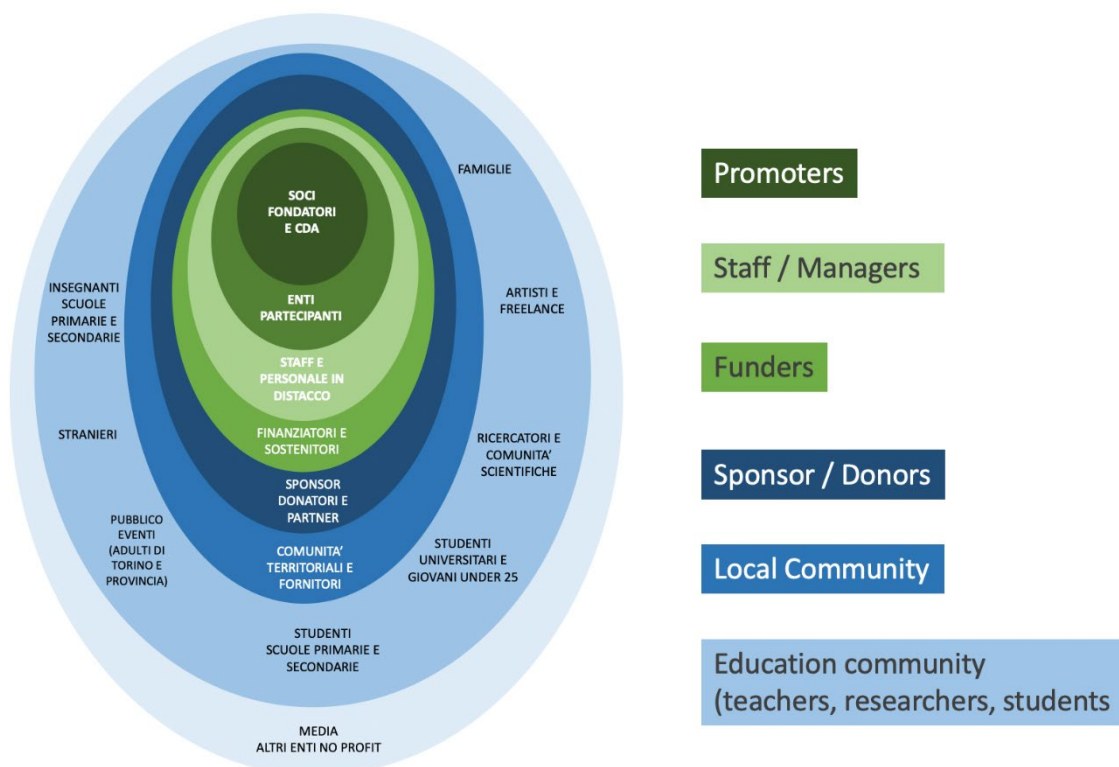 SOCI
FONDATORI
E CDA
ENTI
PARTECIPANTI
STAFF E
PERSONALE IN
DISTACCO
FINANZIATORI E
SOSTENITORI
SPONSOR
DONATORI E
PARTNER
COMUNITA'
TERRITORIALI E
FORNITORI
FAMIGLIE
INSEGNANTI
SCUOLE
PRIMARIE E
SECONDARIE
ARTISTI E
FREELANCE
STRANIERI
RICERCATORI E
COMUNITA'
SCIENTIFICHE
PUBBLICO
EVENTI
(ADULTI DI
TORINO E
PROVINCIA)
STUDENTI
UNIVERSITARI E
GIOVANI UNDER 25
STUDENTI
SCUOLE PRIMARIE E
SECONDARIE
MEDIA
ALTRI ENTI NO PROFIT
Promoters
Staff / Managers
Funders
Sponsor / Donors
Local Community
Education community
(teachers, researchers, students